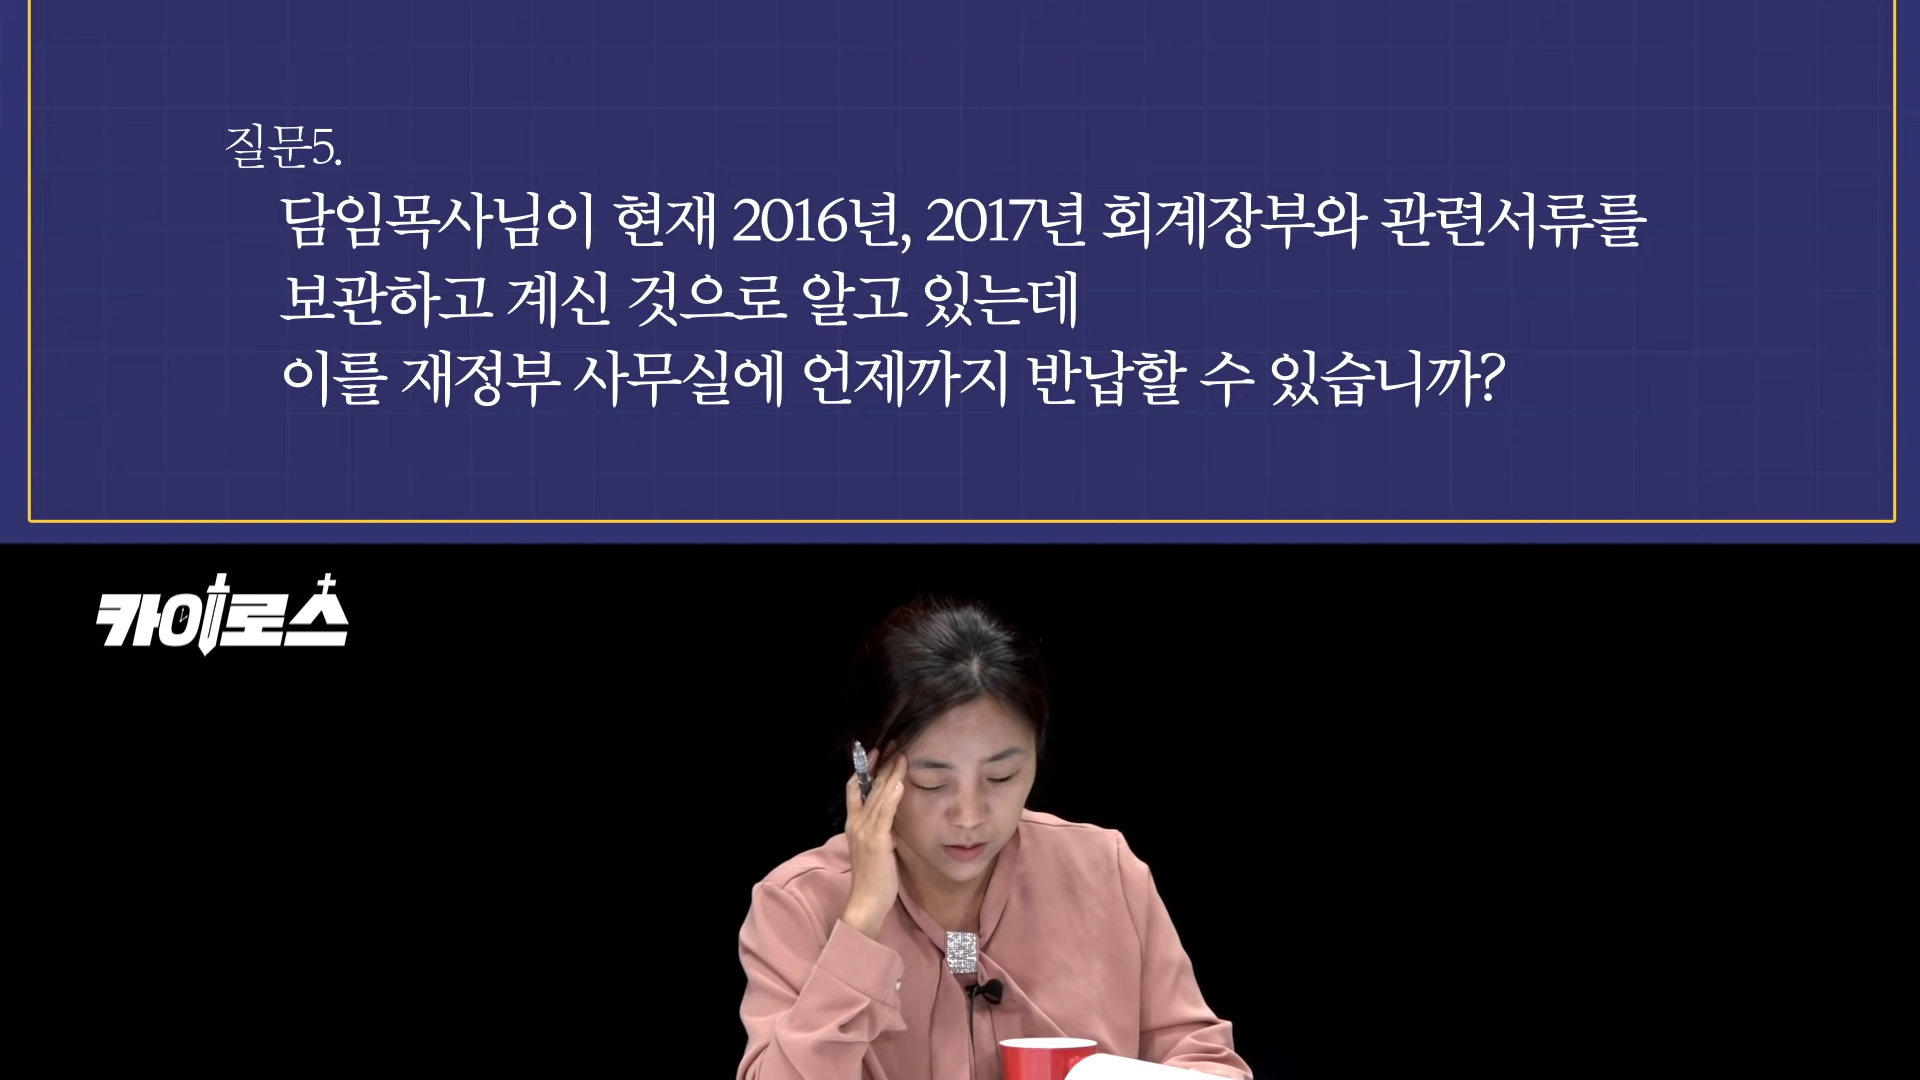 질문5.
담임목사님이 현재 2016년, 2017년 회계장부와 관련서류를
보관하고 계신 것으로 알고 있는데
이를 재정부 사무실에 언제까지 반납할 수 있습니까?
카이로스